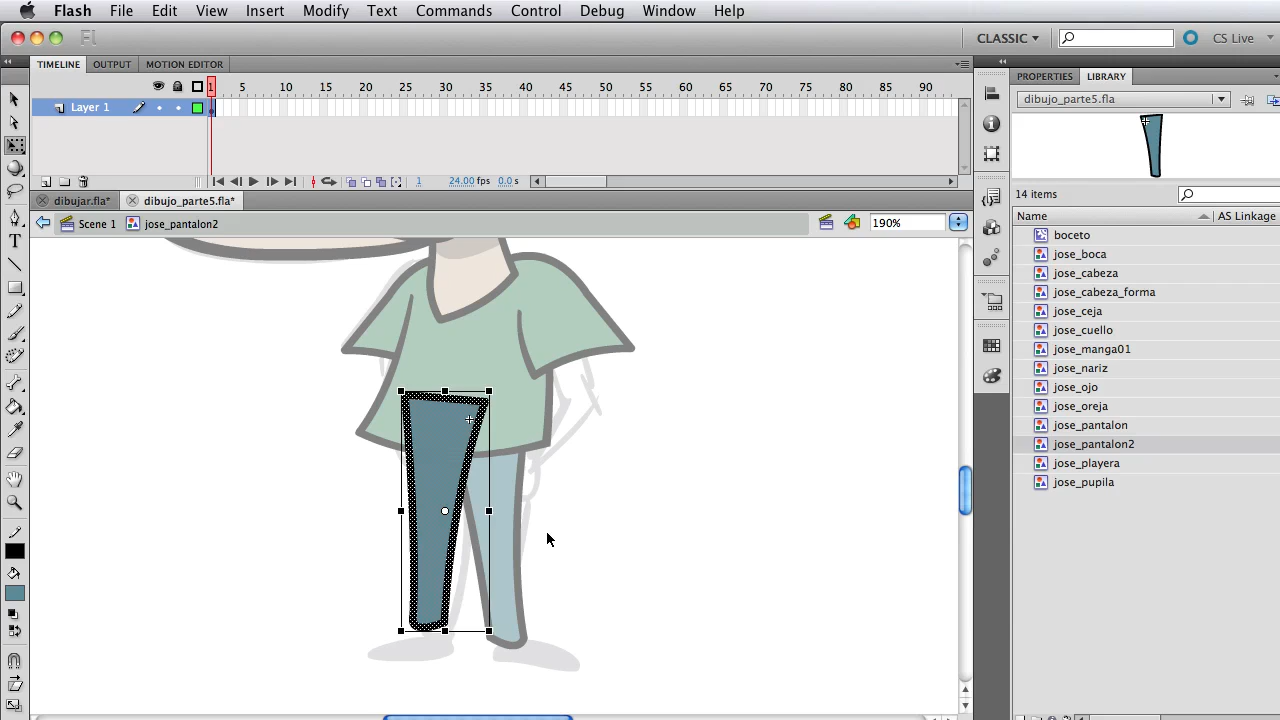 Flash File Edit View Insert Modify Text Commands Control Debug Window Help
Fl CLASSIC CS Live
TIMELINE OUTPUT MOTION EDITOR
PROPERTIES LIBRARY
1 5 10 15 20 25 30 35 40 45 50 55 60 65 70 75 80 85 90
Layer 1
dibujo_parte5.fla
1 24.00 fps 0.0 s
14 items
dibujar.fla* dibujo_parte5.fla*
Scene 1 jose_pantalon2 190%
Name AS Linkage
boceto
jose_boca
jose_cabeza
jose_cabeza_forma
jose_ceja
jose_cuello
jose_manga01
jose_nariz
jose_ojo
jose_oreja
jose_pantalon
jose_pantalon2
jose_playera
jose_pupila
T